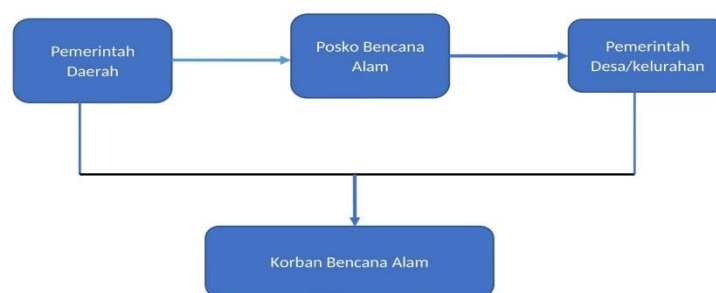 Pemerintah
Daerah
Posko Bencana
Alam
Pemerintah
Desa/kelurahan
Korban Bencana Alam